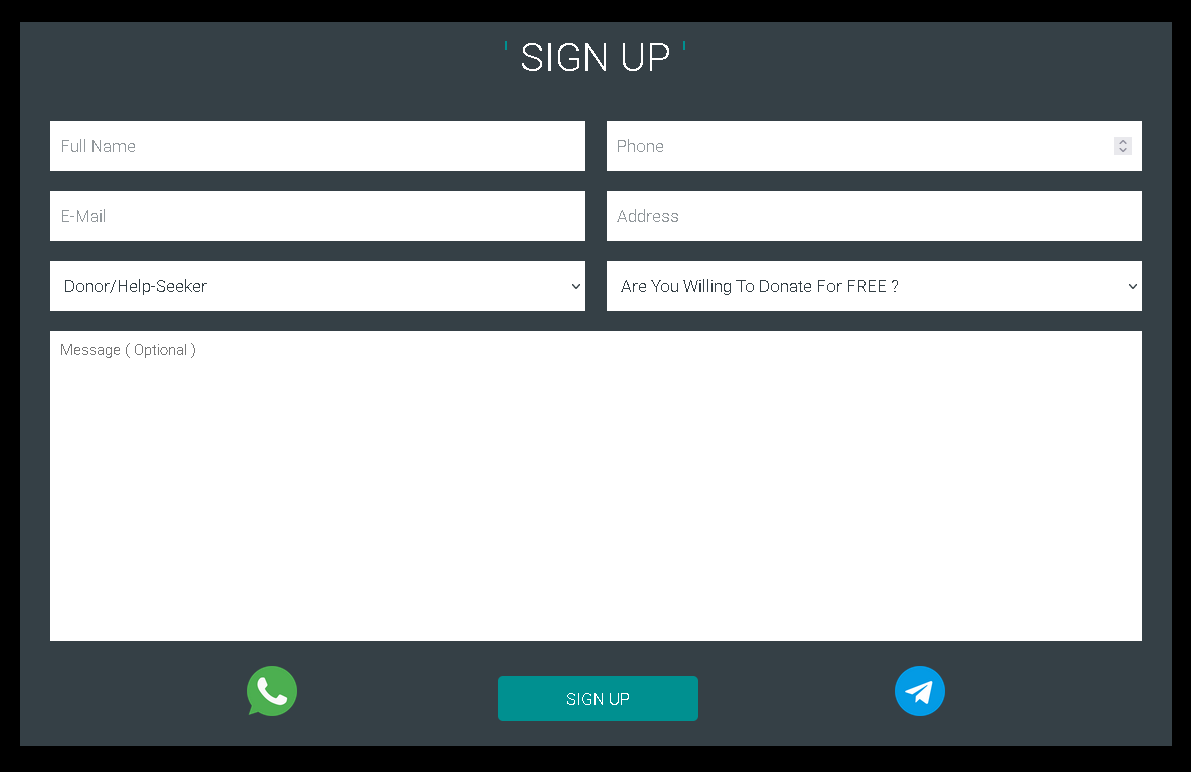 ' SIGN UP '
Full Name
Phone
E-Mail
Address
Donor/Help-Seeker
Are You Willing To Donate For FREE ?
Message ( Optional )
SIGN UP